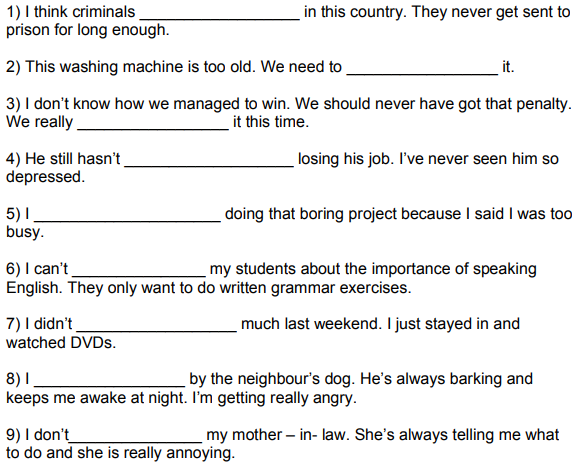 1) I think criminals ____________________ in this country. They never get sent to
prison for long enough.
2) This washing machine is too old. We need to ___________________ it.
3) I don’t know how we managed to win. We should never have got that penalty.
We really ___________________ it this time.
4) He still hasn’t _____________________ losing his job. I’ve never seen him so
depressed.
5) I _______________________ doing that boring project because I said I was too
busy.
6) I can’t _________________ my students about the importance of speaking
English. They only want to do written grammar exercises.
7) I didn’t ____________________ much last weekend. I just stayed in and
watched DVDs.
8) I ___________________ by the neighbour’s dog. He’s always barking and
keeps me awake at night. I’m getting really angry.
9) I don’t_________________ my mother – in- law. She’s always telling me what
to do and she is really annoying.